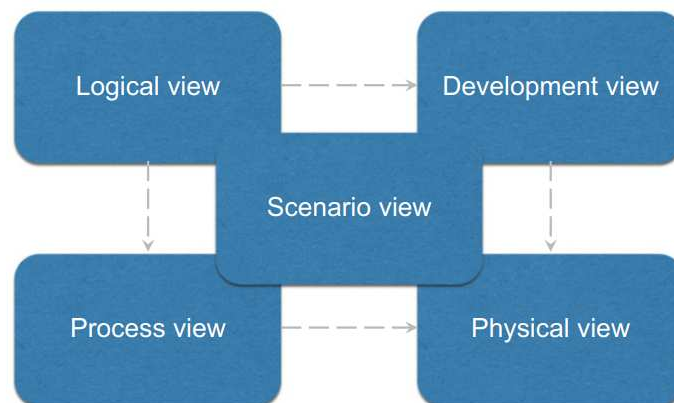 Logical view
Development view
Scenario view
Process view
Physical view